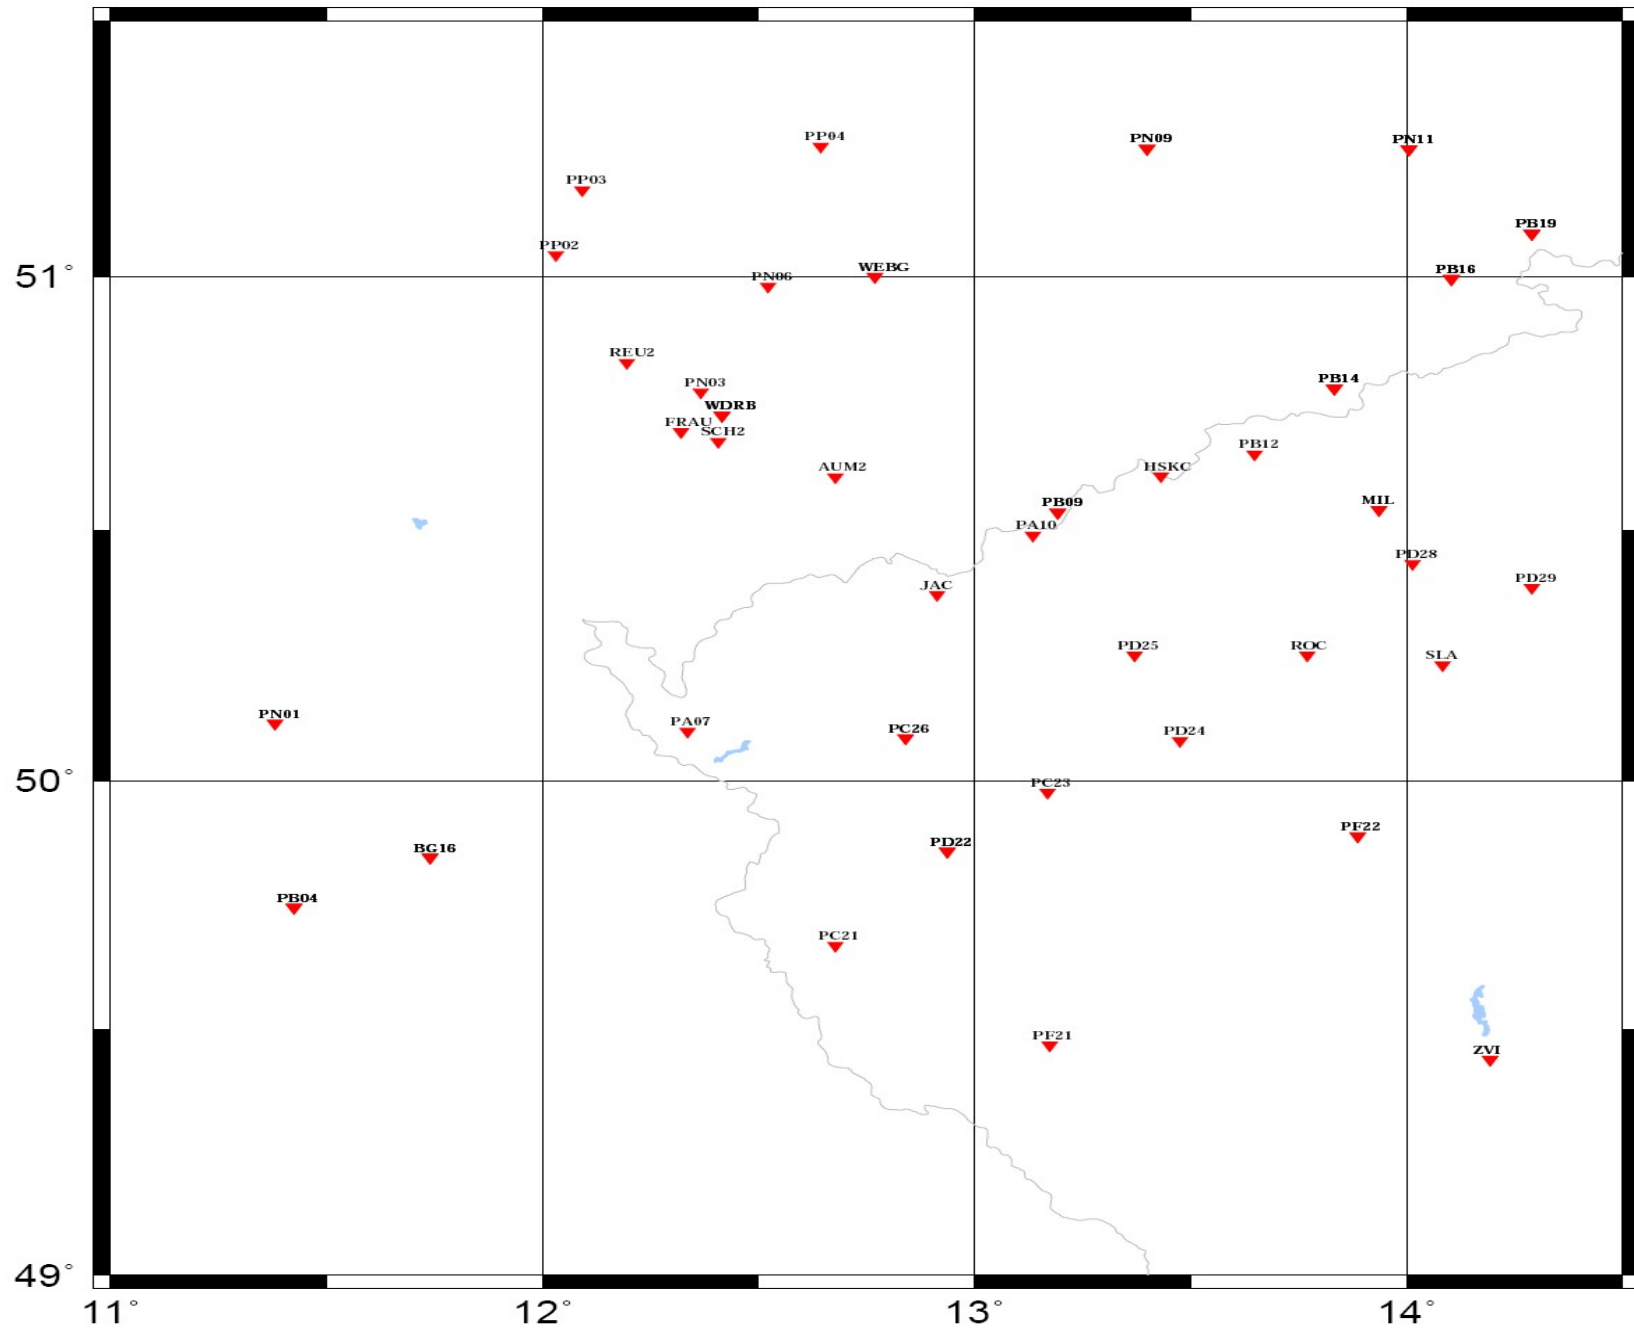 PP04
PN09
PN11
PP03
PB19
PP02
51°
WEBG
PB16
PN06
REU2
PN03
PB14
WDRB
FRAU
SCH2
PB12
AUM2
HSKC
PB09
MIL
PA10
PD28
PD29
JAC
PD25
ROC
SLA
PN01
PA07
PC26
PD24
50°
PC23
PF22
PD22
BG16
PB04
PC21
PF21
ZVI
49°
11°
12°
13°
14°